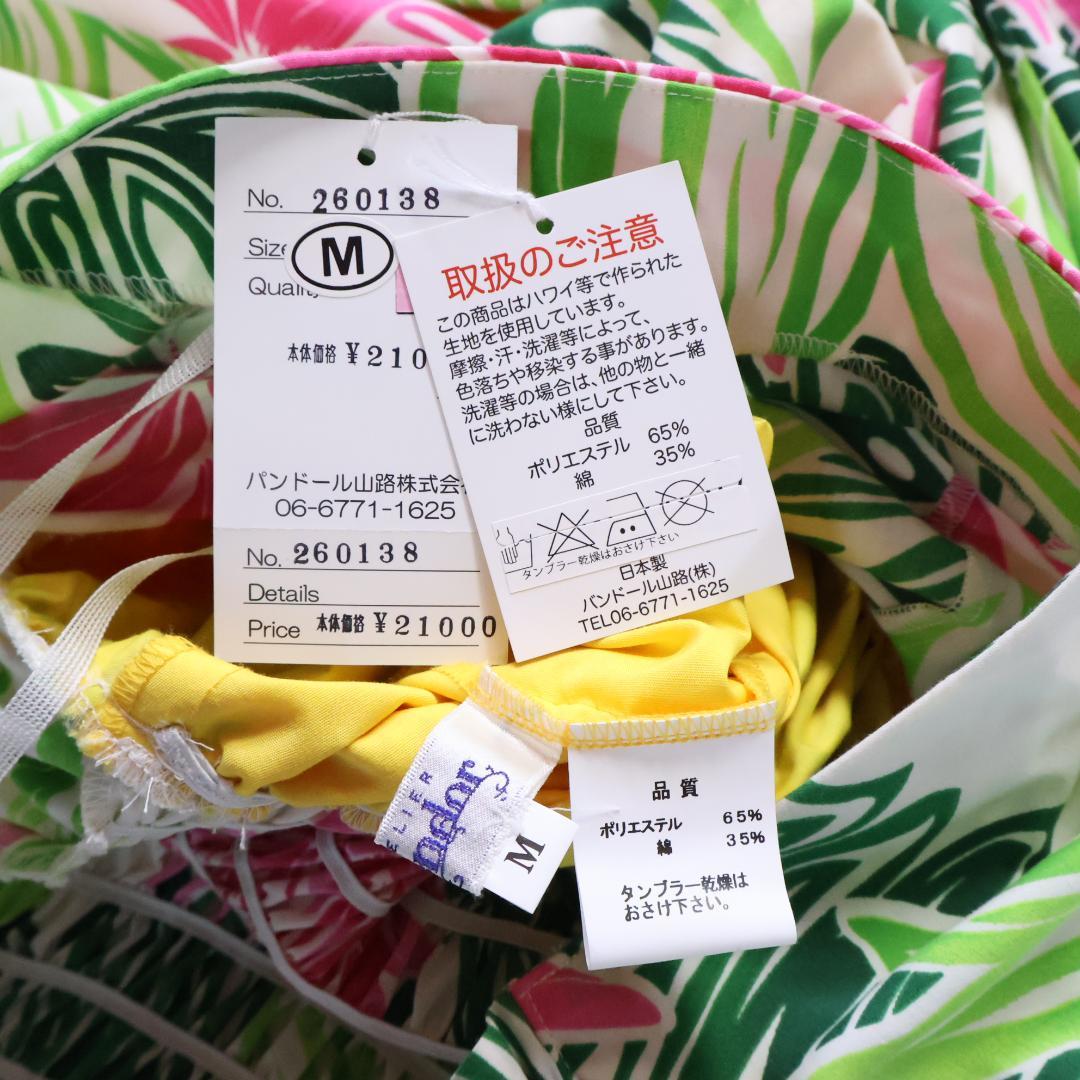 No. 260138
Size M
本体価格 ¥210
パンドール山路株式会
06-6771-1625
No. 260138
Details
Price 本体価格 ¥21000
取扱のご注意
この商品はハワイ等で作られた
生地を使用しています。
摩擦・汗・洗濯等によって、
色落ちや移染する事があります。
洗濯等の場合は、他の物と一緒
に洗わない様にして下さい。
品質
ポリエステル 65%
綿 35%
タンブラー乾燥はおさけ下さい
日本製
パンドール山路(株)
TEL06-6771-1625
M
品質
ポリエステル 65%
綿 35%
タンブラー乾燥は
おさけ下さい。